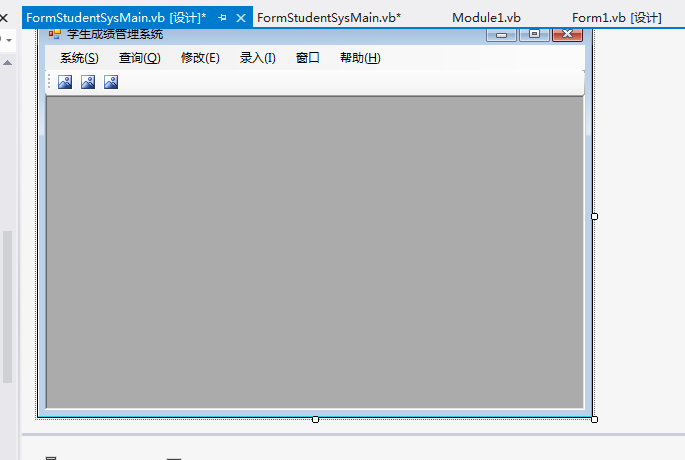 FormStudentSysMain.vb [设计]* FormStudentSysMain.vb* Module1.vb Form1.vb [设计]
学生成绩管理系统
系统(S) 查询(Q) 修改(E) 录入(I) 窗口 帮助(H)